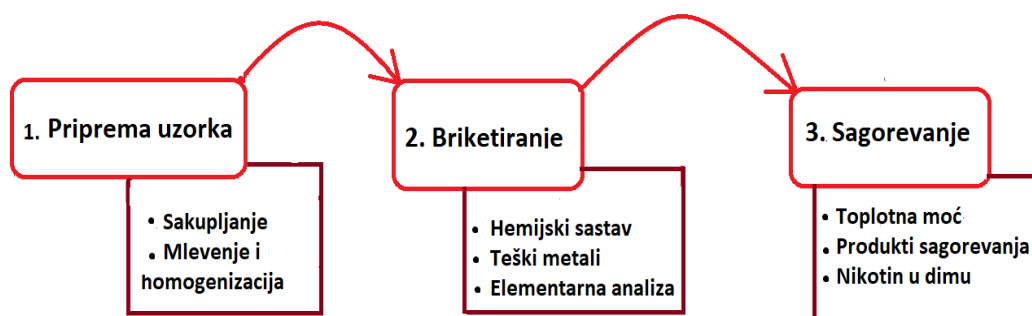 1. Priprema uzorka
• Sakupljanje
• Mlevenje i
homogenizacija
2. Briketiranje
• Hemijski sastav
• Teški metali
• Elementarna analiza
3. Sagorevanje
• Toplotna moć
• Produkti sagorevanja
• Nikotin u dimu